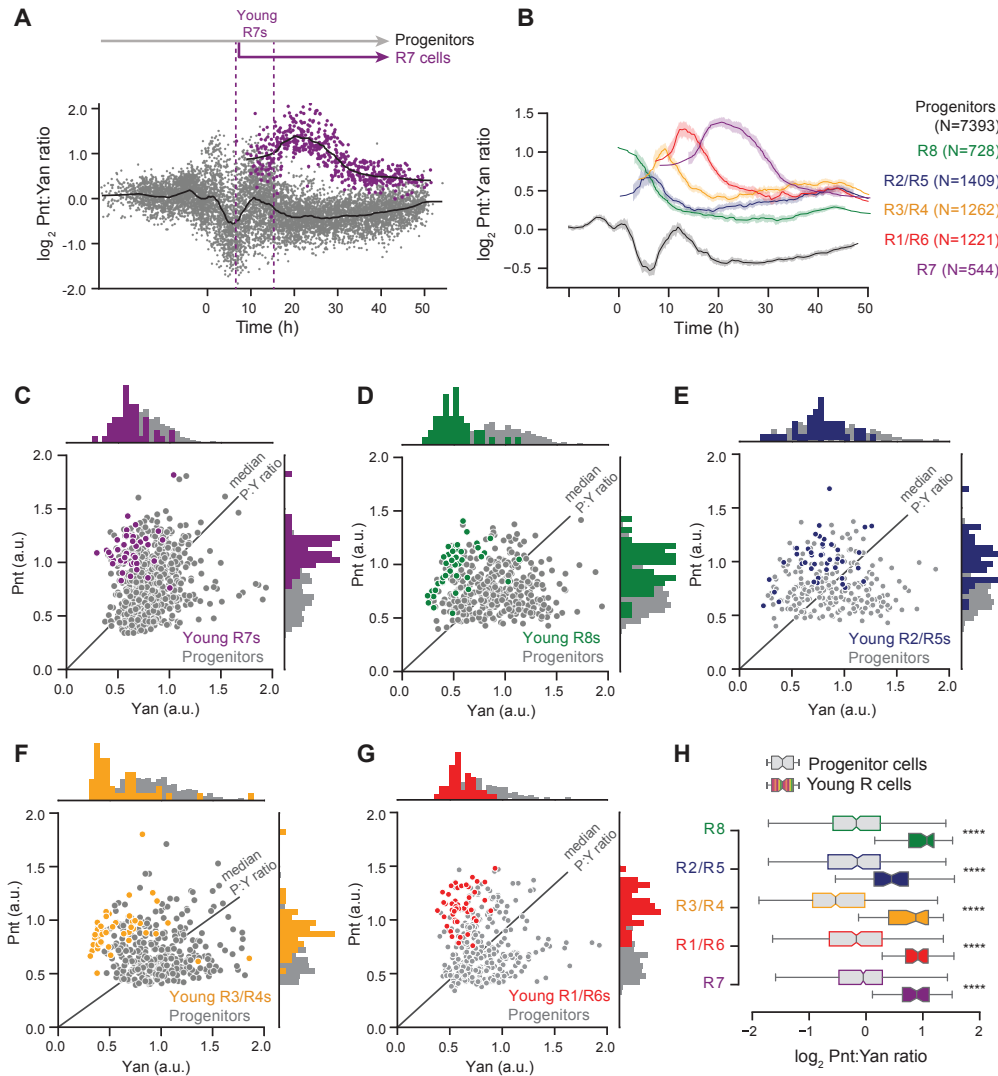 A
Young
R7s
Progenitors
R7 cells
log2 Pnt:Yan ratio
2.0
1.0
0.0
-1.0
-2.0
0 10 20 30 40 50
Time (h)
B
log2 Pnt:Yan ratio
1.5
1.0
0.5
0.0
−0.5
0 10 20 30 40 50
Time (h)
Progenitors
(N=7393)
R8 (N=728)
R2/R5 (N=1409)
R3/R4 (N=1262)
R1/R6 (N=1221)
R7 (N=544)
C
median
P:Y ratio
Pnt (a.u.)
2.0
1.5
1.0
0.5
0.0
Young R7s
Progenitors
0.0 0.5 1.0 1.5 2.0
Yan (a.u.)
D
median
P:Y ratio
Pnt (a.u.)
2.0
1.5
1.0
0.5
0.0
Young R8s
Progenitors
0.0 0.5 1.0 1.5 2.0
Yan (a.u.)
E
median
P:Y ratio
Pnt (a.u.)
2.0
1.5
1.0
0.5
0.0
Young R2/R5s
Progenitors
0.0 0.5 1.0 1.5 2.0
Yan (a.u.)
F
median
P:Y ratio
Pnt (a.u.)
2.0
1.5
1.0
0.5
0.0
Young R3/R4s
Progenitors
0.0 0.5 1.0 1.5 2.0
Yan (a.u.)
G
median
P:Y ratio
Pnt (a.u.)
2.0
1.5
1.0
0.5
0.0
Young R1/R6s
Progenitors
0.0 0.5 1.0 1.5 2.0
Yan (a.u.)
H
Progenitor cells
Young R cells
R8 ****
R2/R5 ****
R3/R4 ****
R1/R6 ****
R7 ****
−2 −1 0 1 2
log2 Pnt:Yan ratio